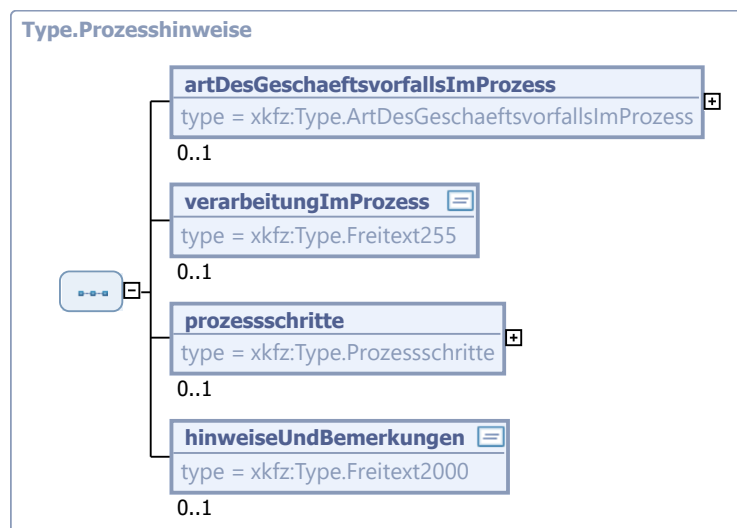 Type.Prozesshinweise
artDesGeschaeftsvorfallsImProzess
type = xkfz:Type.ArtDesGeschaeftsvorfallsImProzess
0..1
verarbeitungImProzess
type = xkfz:Type.Freitext255
0..1
prozessschritte
type = xkfz:Type.Prozessschritte
0..1
hinweiseUndBemerkungen
type = xkfz:Type.Freitext2000
0..1